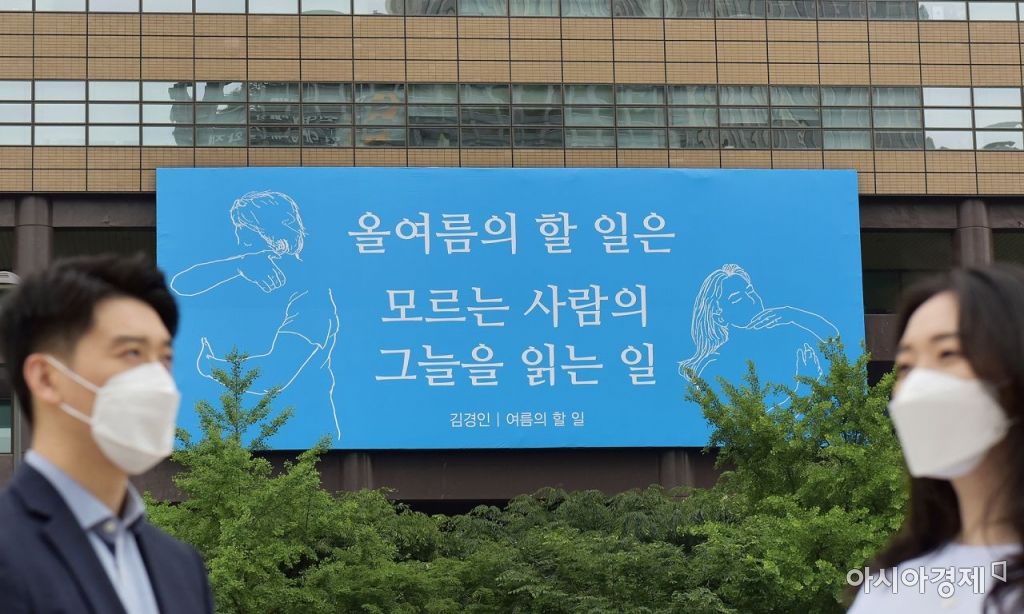 올여름의 할 일은
모르는 사람의
그늘을 읽는 일
김경인 | 여름의 할 일
아시아경제